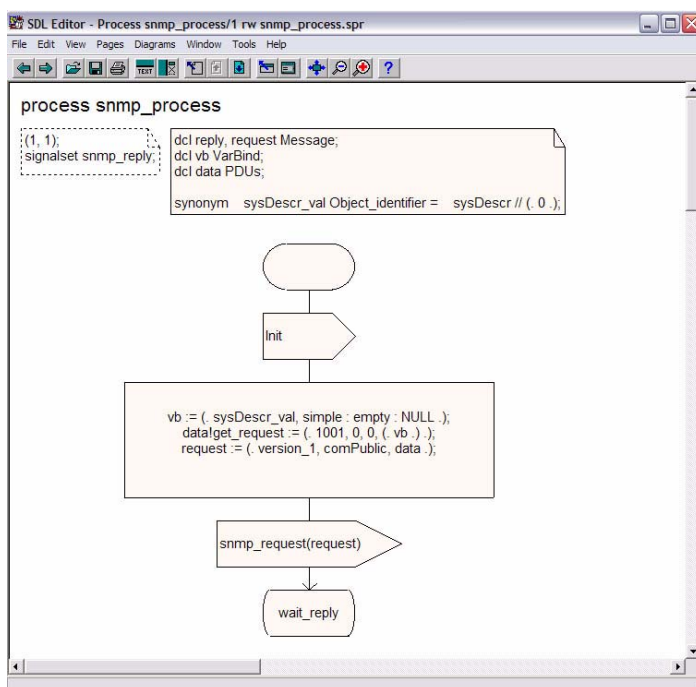 SDL Editor - Process snmp_process/1 rw snmp_process.spr
File Edit View Pages Diagrams Window Tools Help
TEXT
?
process snmp_process
(1, 1);
signalset snmp_reply;
dcl reply, request Message;
dcl vb VarBind;
dcl data PDUs;
synonym sysDescr_val Object_identifier = sysDescr // (. 0 .);
Init
vb := (. sysDescr_val, simple : empty : NULL .);
data!get_request := (. 1001, 0, 0, (. vb .) .);
request := (. version_1, comPublic, data .);
snmp_request(request)
wait_reply